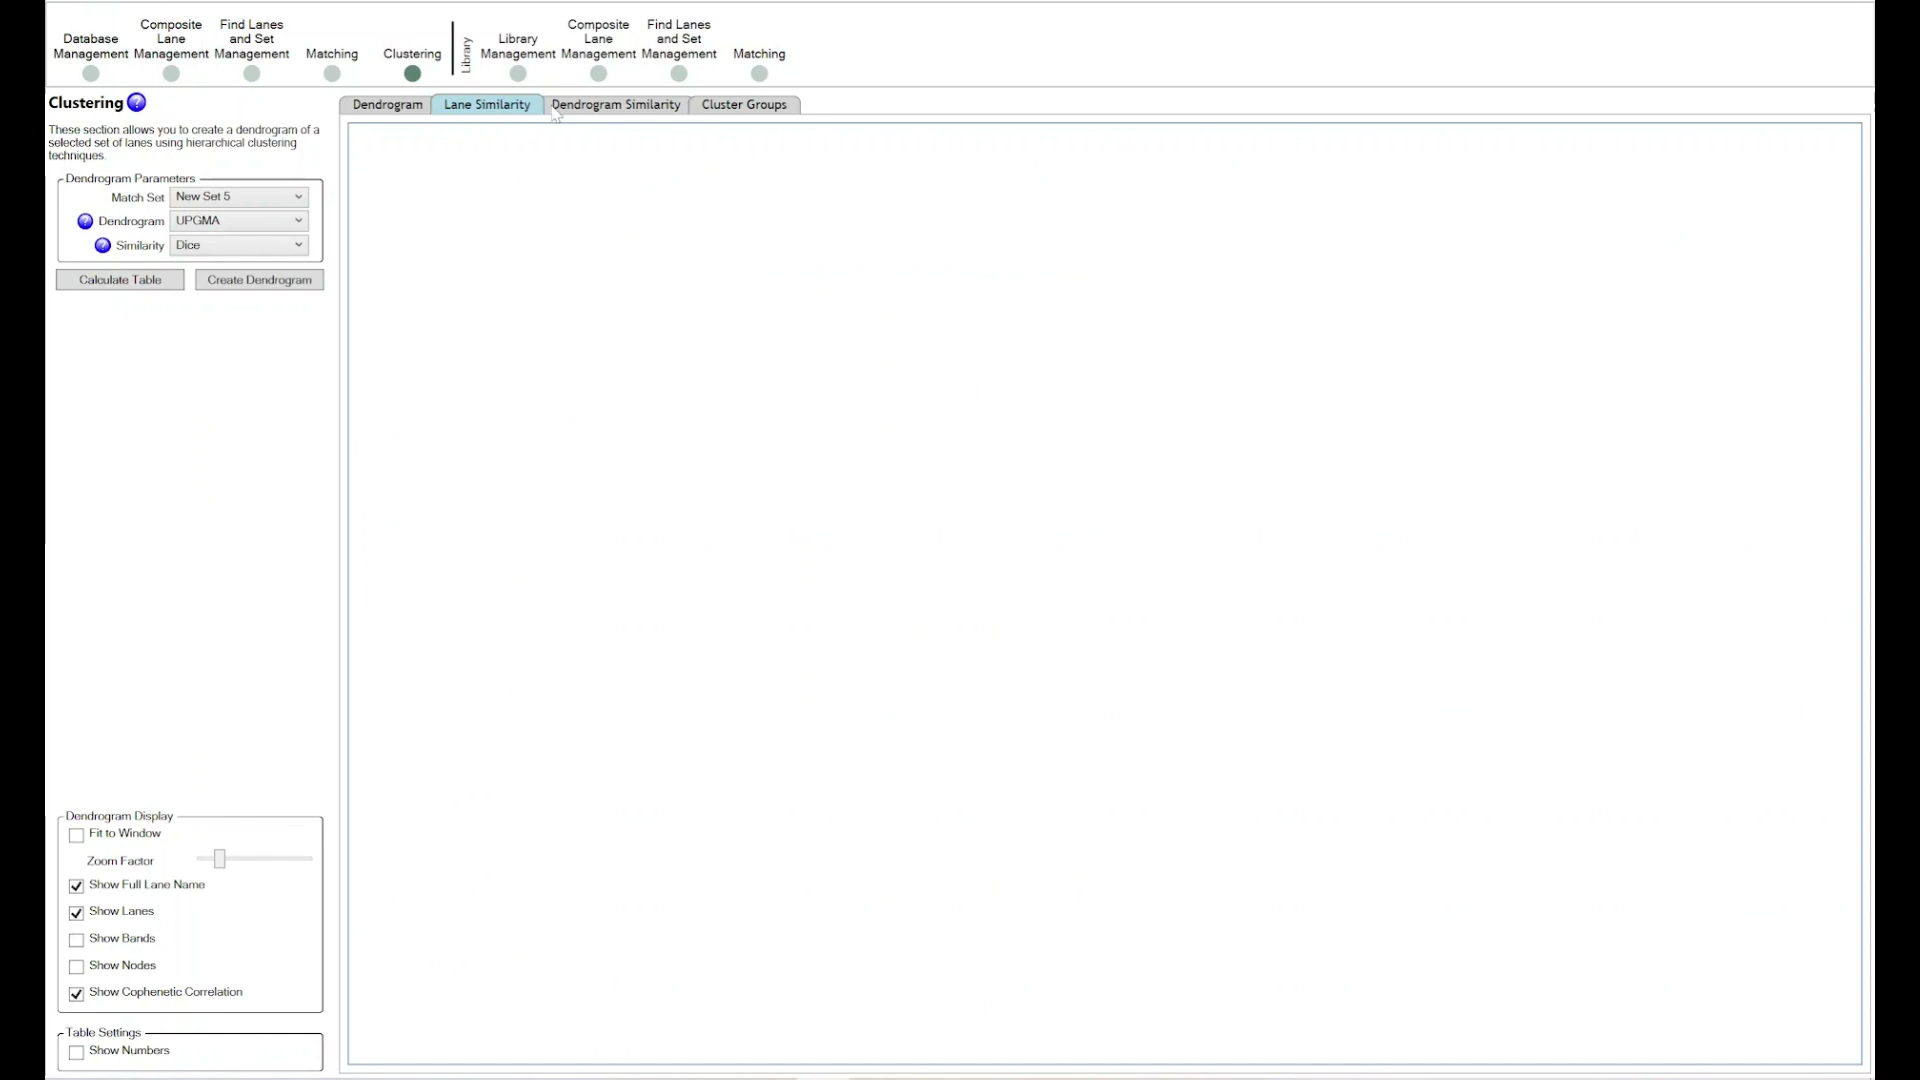 Database
Management
Composite
Lane
Management
Find Lanes
and Set
Management
Matching
Clustering
Library
Library
Management
Composite
Lane
Management
Find Lanes
and Set
Management
Matching
Clustering ?
These section allows you to create a dendrogram of a
selected set of lanes using hierarchical clustering
techniques.
Dendrogram Parameters
Match Set New Set 5
? Dendrogram UPGMA
? Similarity Dice
Calculate Table Create Dendrogram
Dendrogram Lane Similarity Dendrogram Similarity Cluster Groups
Dendrogram Display
Fit to Window
Zoom Factor
Show Full Lane Name
Show Lanes
Show Bands
Show Nodes
Show Cophenetic Correlation
Table Settings
Show Numbers